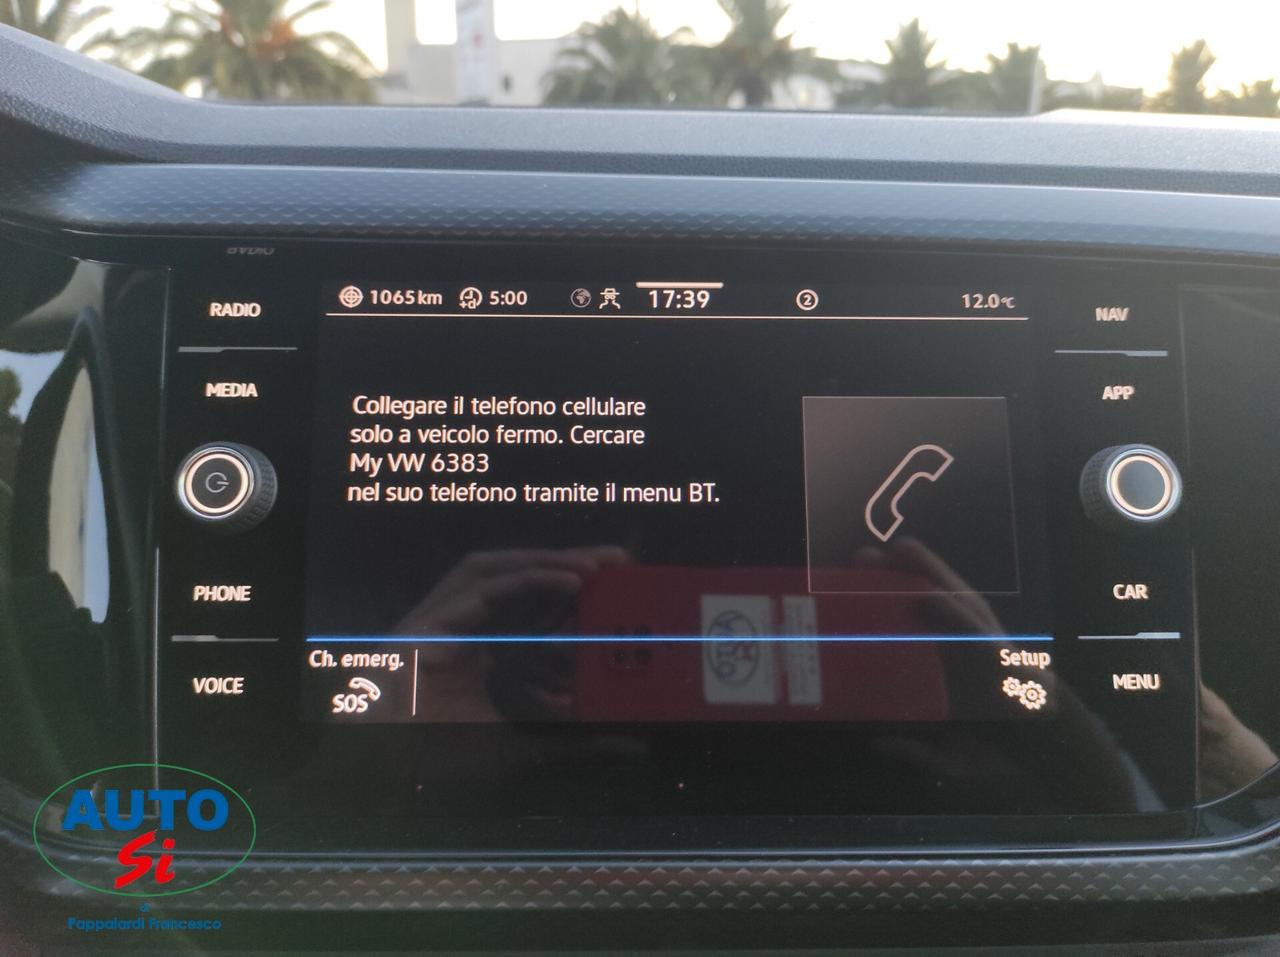 RADIO
MEDIA
PHONE
VOICE
1065 km
+d 5:00
17:39
2
12.0°C
Collegare il telefono cellulare
solo a veicolo fermo. Cercare
My VW 6383
nel suo telefono tramite il menu BT.
Ch. emerg.
SOS
Setup
NAV
APP
CAR
MENU
AUTO
Si
di
Pappalardi Francesco